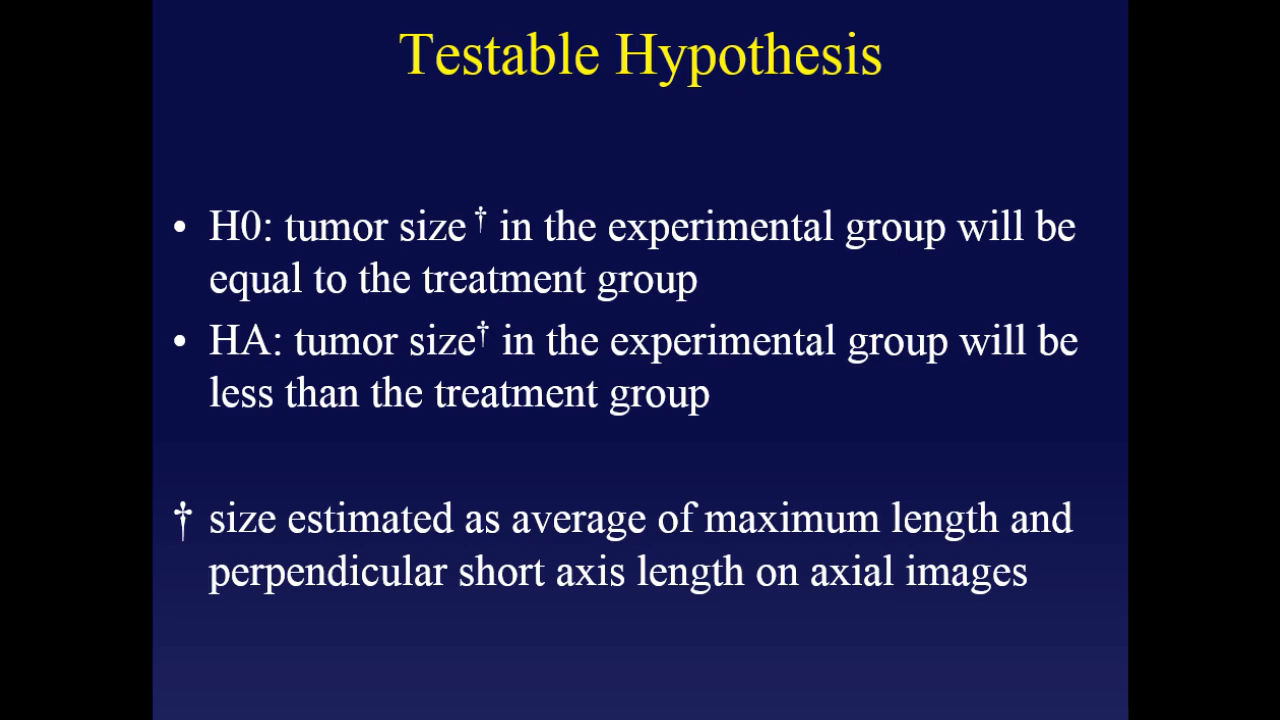 Testable Hypothesis
• H0: tumor size † in the experimental group will be
equal to the treatment group
• HA: tumor size† in the experimental group will be
less than the treatment group
† size estimated as average of maximum length and
perpendicular short axis length on axial images